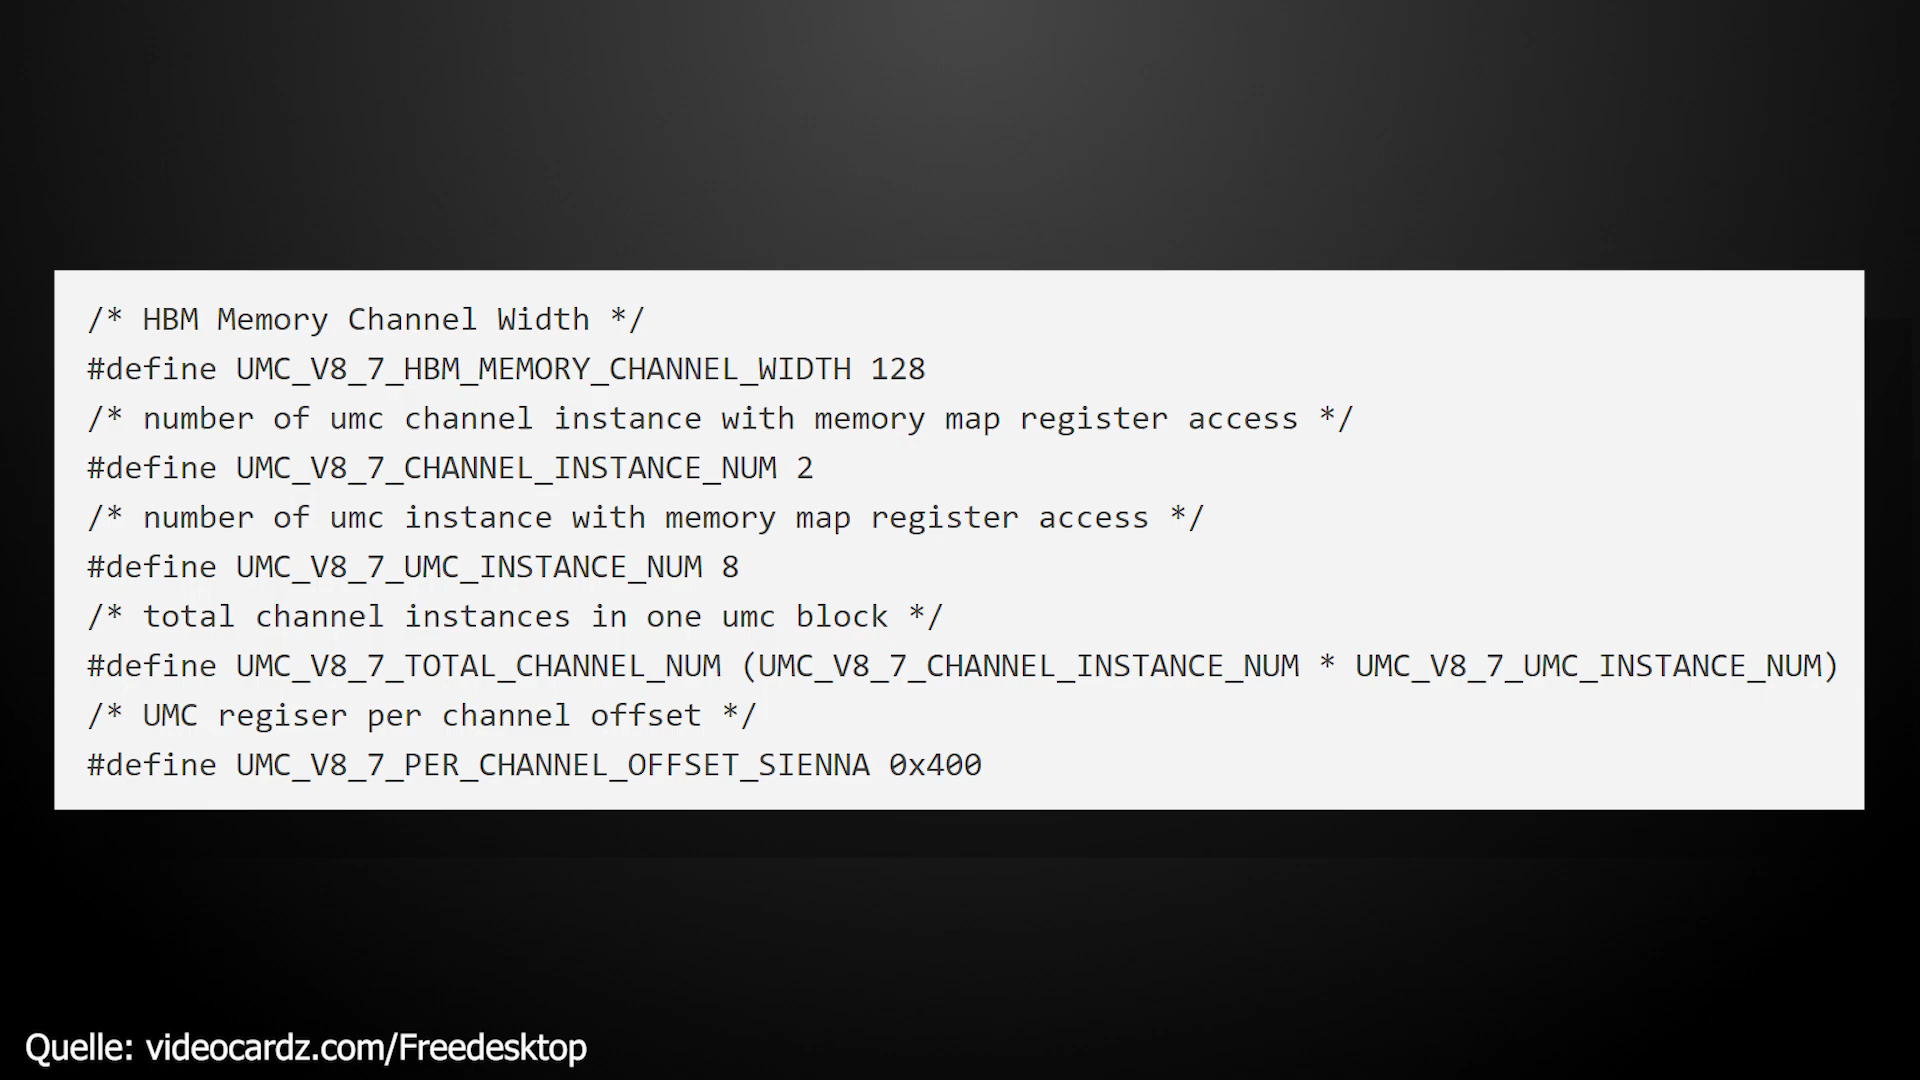 /* HBM Memory Channel Width */
#define UMC_V8_7_HBM_MEMORY_CHANNEL_WIDTH 128
/* number of umc channel instance with memory map register access */
#define UMC_V8_7_CHANNEL_INSTANCE_NUM 2
/* number of umc instance with memory map register access */
#define UMC_V8_7_UMC_INSTANCE_NUM 8
/* total channel instances in one umc block */
#define UMC_V8_7_TOTAL_CHANNEL_NUM (UMC_V8_7_CHANNEL_INSTANCE_NUM * UMC_V8_7_UMC_INSTANCE_NUM)
/* UMC regiser per channel offset */
#define UMC_V8_7_PER_CHANNEL_OFFSET_SIENNA 0x400
Quelle: videocardz.com/Freedesktop